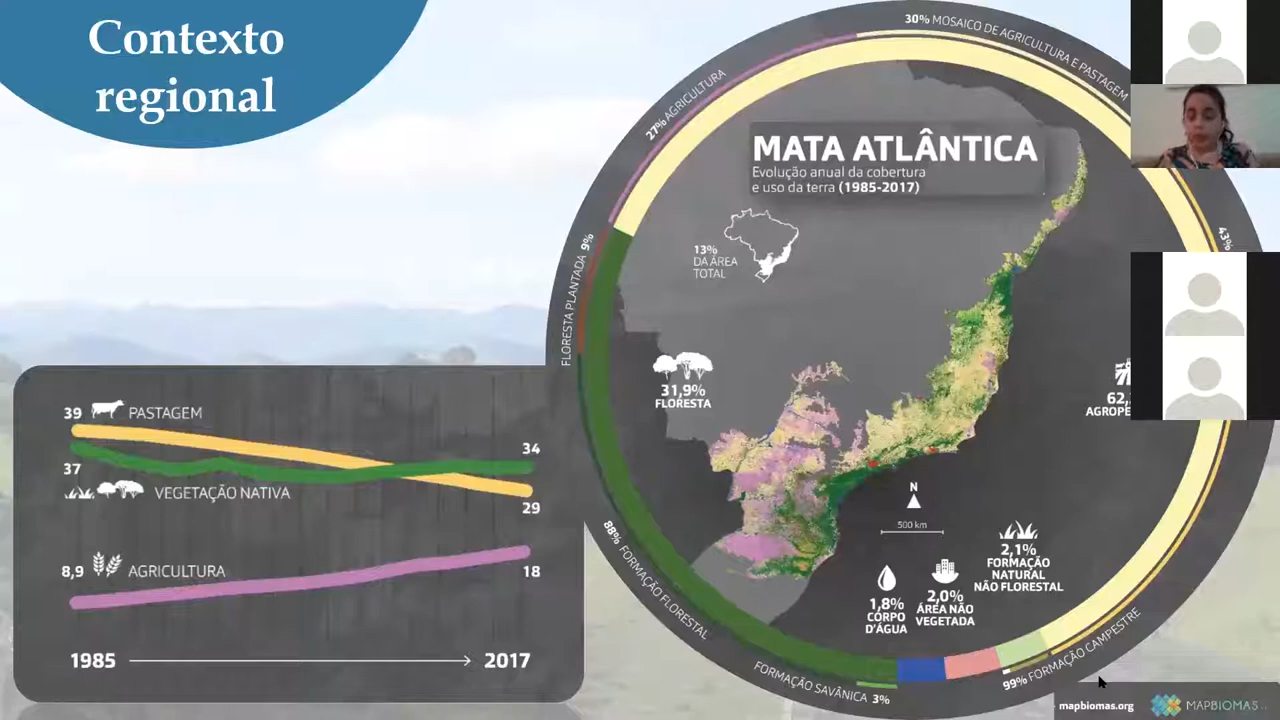 Contexto
regional
30% MOSAICO DE AGRICULTURA E PASTAGEM
27% AGRICULTURA
MATA ATLÂNTICA
Evolução anual da cobertura
e uso da terra (1985-2017)
13%
DA ÁREA
TOTAL
43%
FLORESTA PLANTADA 9%
31,9%
FLORESTA
62,
AGROPE
39 PASTAGEM
34
37
VEGETAÇÃO NATIVA
29
8,9 AGRICULTURA
18
1985
2017
N
500 km
2,1%
FORMAÇÃO
NATURAL
NÃO FLORESTAL
1,8%
CORPO
D'ÁGUA
2,0%
ÁREA NÃO
VEGETADA
88% FORMAÇÃO FLORESTAL
FORMAÇÃO SAVÂNICA 3%
99% FORMAÇÃO CAMPESTRE
mapbiomas.org
MAPBIOMAS